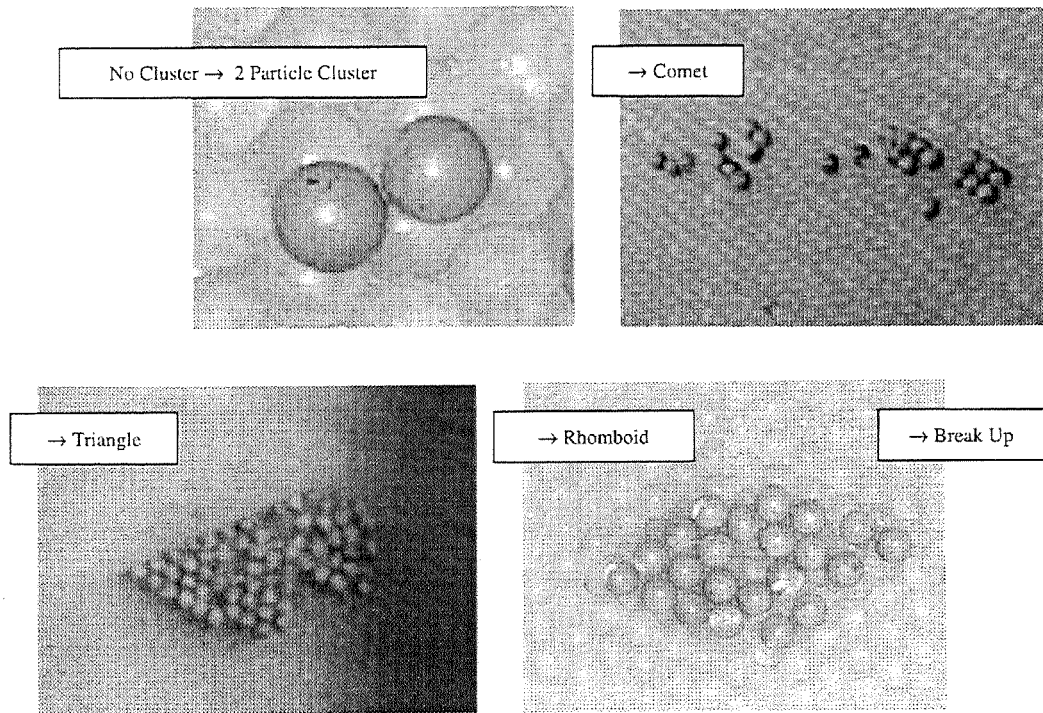 No Cluster → 2 Particle Cluster
→ Comet
→ Triangle
→ Rhomboid
→ Break Up